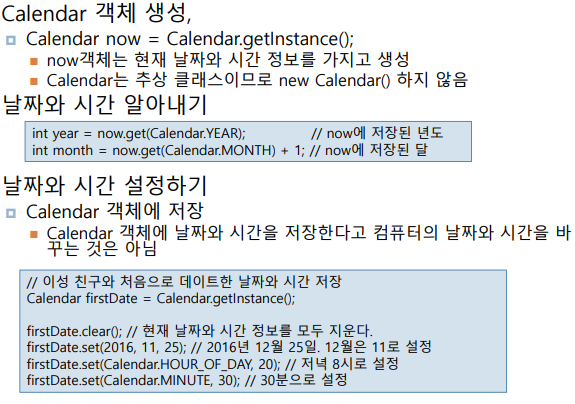 Calendar 객체 생성,
Calendar now = Calendar.getInstance();
now객체는 현재 날짜와 시간 정보를 가지고 생성
Calendar는 추상 클래스이므로 new Calendar() 하지 않음
날짜와 시간 알아내기
int year = now.get(Calendar.YEAR); // now에 저장된 년도
int month = now.get(Calendar.MONTH) + 1; // now에 저장된 달
날짜와 시간 설정하기
Calendar 객체에 저장
Calendar 객체에 날짜와 시간을 저장한다고 컴퓨터의 날짜와 시간을 바
꾸는 것은 아님
// 이성 친구와 처음으로 데이트한 날짜와 시간 저장
Calendar firstDate = Calendar.getInstance();
firstDate.clear(); // 현재 날짜와 시간 정보를 모두 지운다.
firstDate.set(2016, 11, 25); // 2016년 12월 25일. 12월은 11로 설정
firstDate.set(Calendar.HOUR_OF_DAY, 20); // 저녁 8시로 설정
firstDate.set(Calendar.MINUTE, 30); // 30분으로 설정